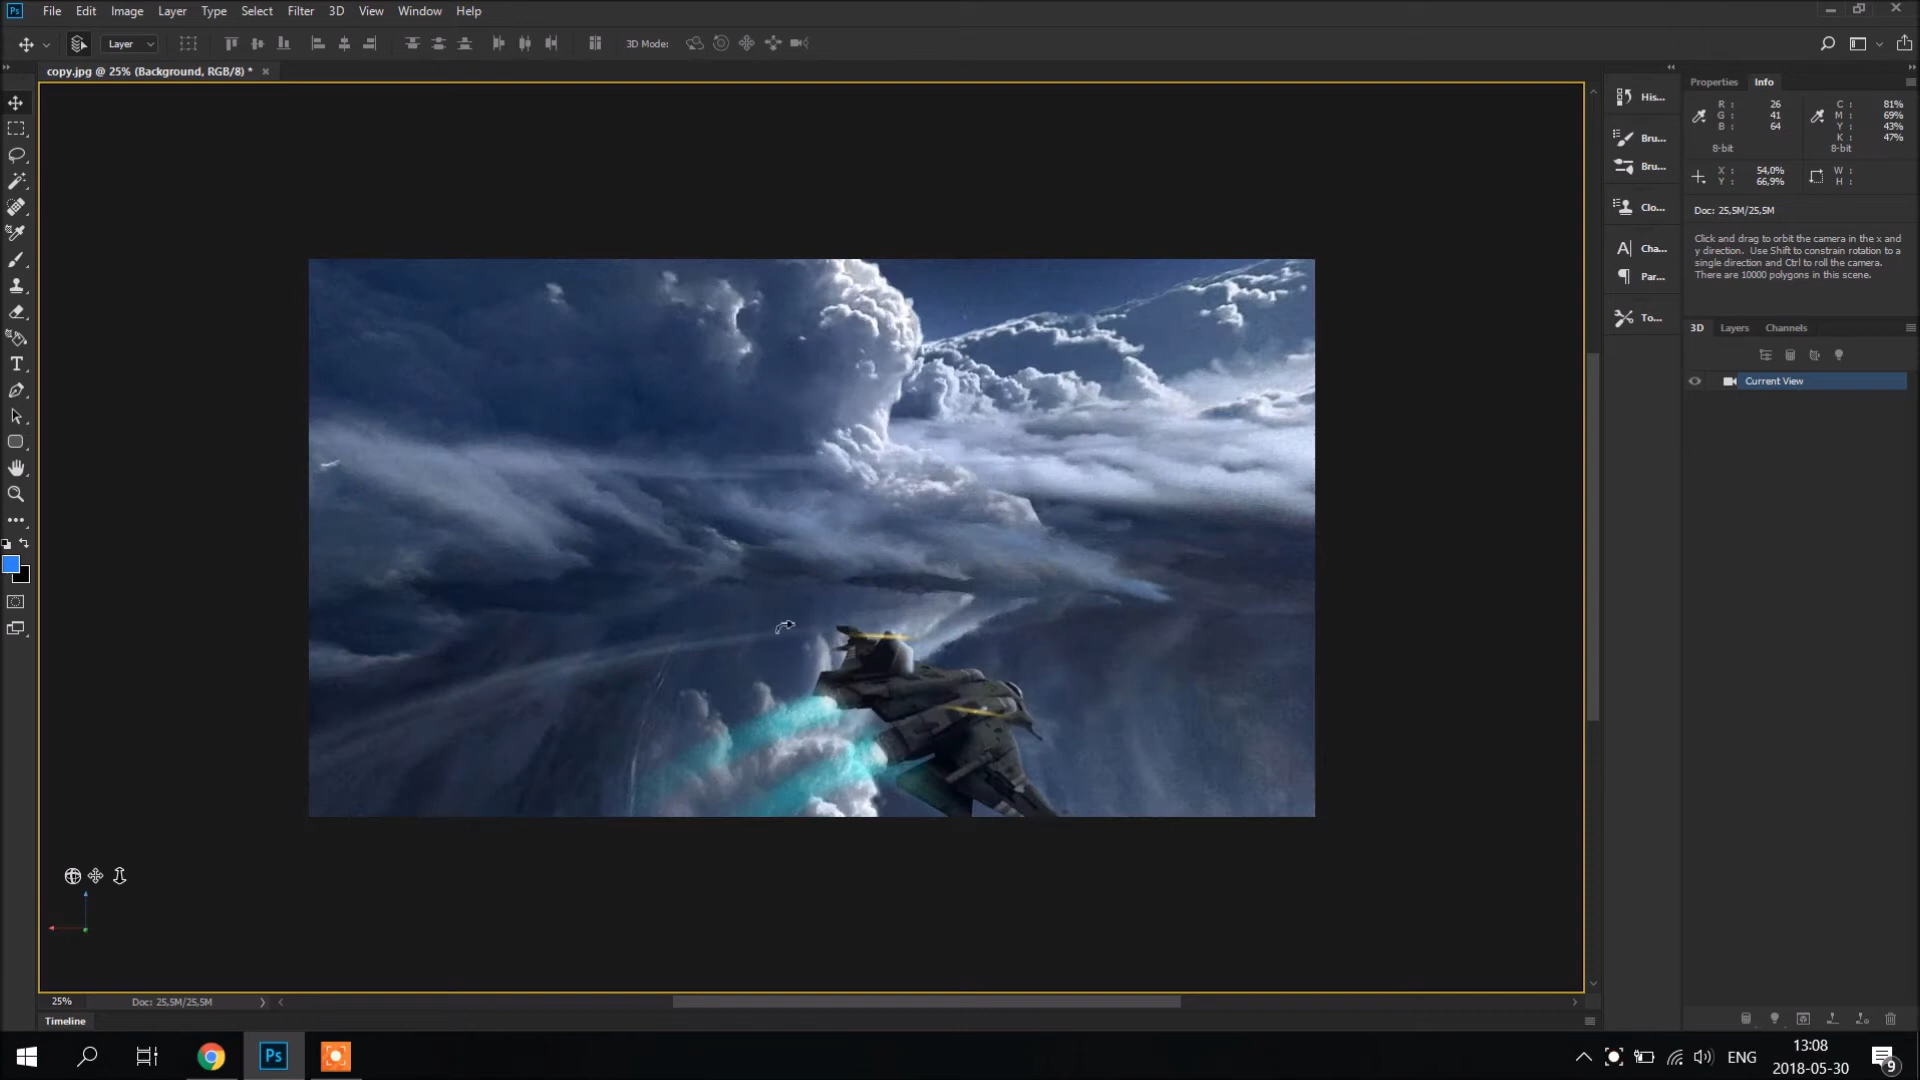 Ps File Edit Image Layer Type Select Filter 3D View Window Help
Layer 3D Mode:
copy.jpg @ 25% (Background, RGB/8) *
Properties Info
His...
Bru...
Bru...
Clo...
Cha...
Par...
To...
R : 26 C : 81%
G : 41 M : 69%
B : 64 Y : 43%
K : 47%
8-bit 8-bit
X : 54,0% W :
Y : 66,9% H :
Doc: 25,5M/25,5M
Click and drag to orbit the camera in the x and
y direction. Use Shift to constrain rotation to a
single direction and Ctrl to roll the camera.
There are 10000 polygons in this scene.
3D Layers Channels
Current View
25% Doc: 25,5M/25,5M
Timeline
Ps ENG 13:08
2018-05-30 9